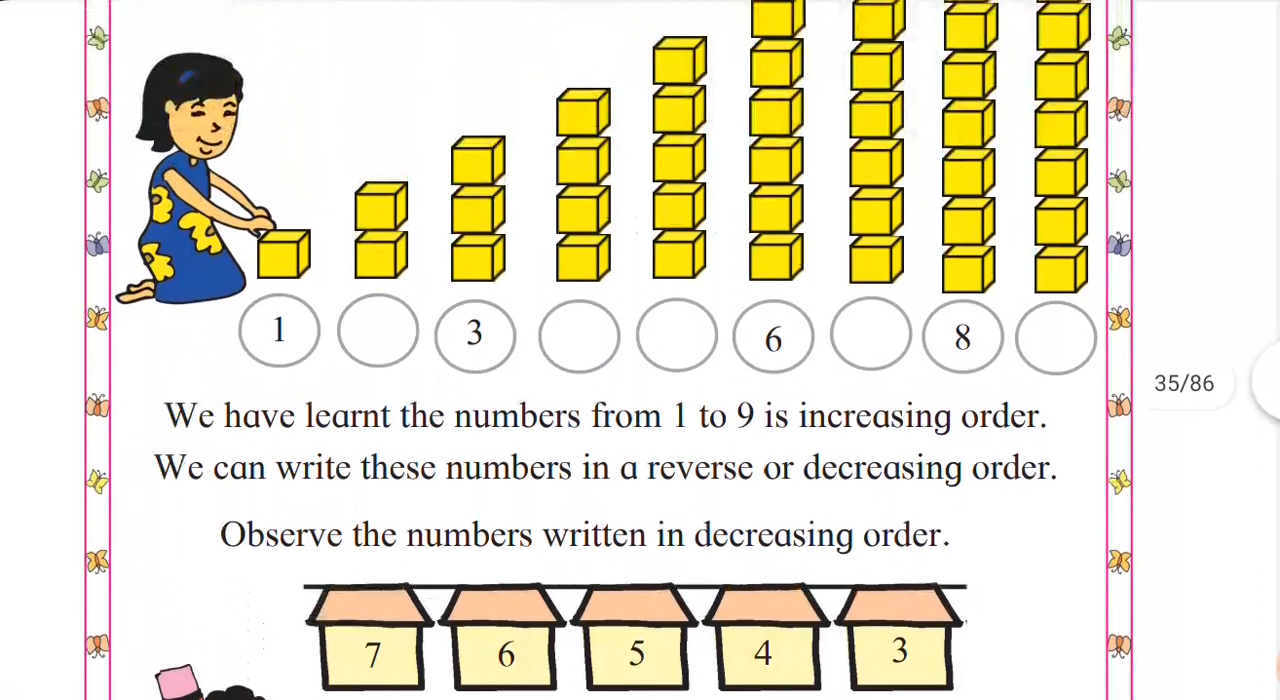 1 3 6 8
35/86
We have learnt the numbers from 1 to 9 is increasing order.
We can write these numbers in a reverse or decreasing order.
Observe the numbers written in decreasing order.
7 6 5 4 3